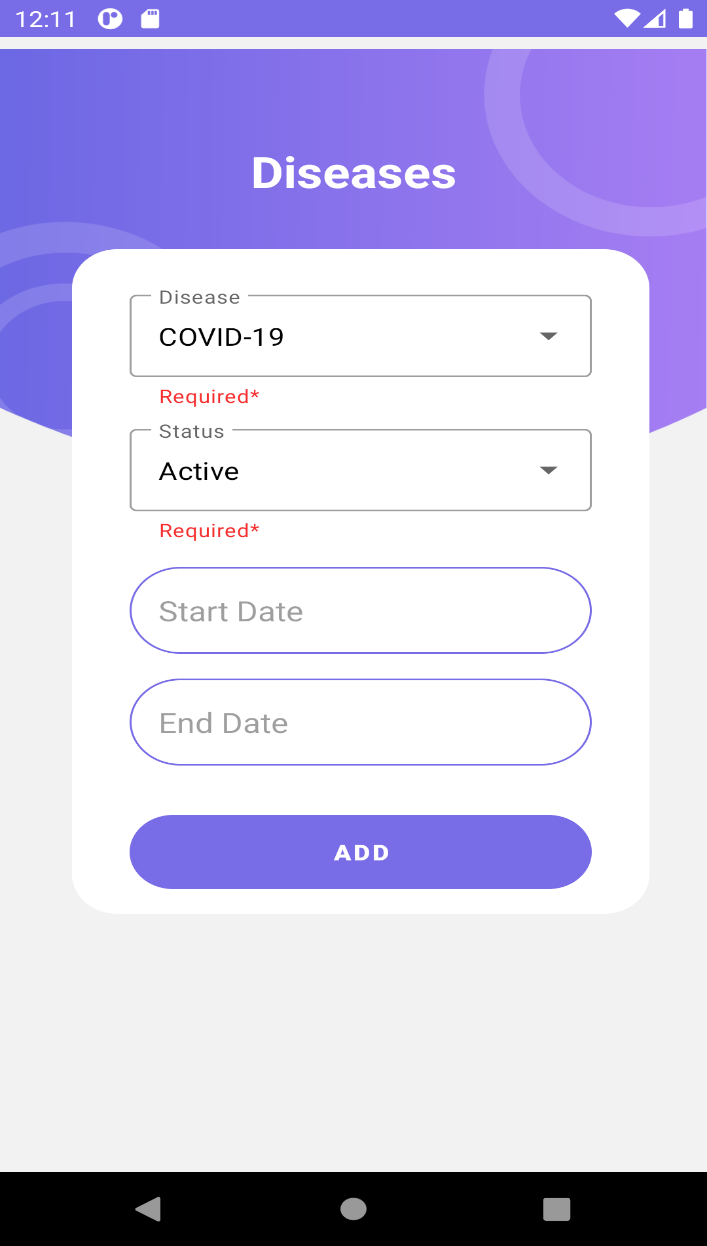 12:11
Diseases
Disease
COVID-19
Required*
Status
Active
Required*
Start Date
End Date
ADD